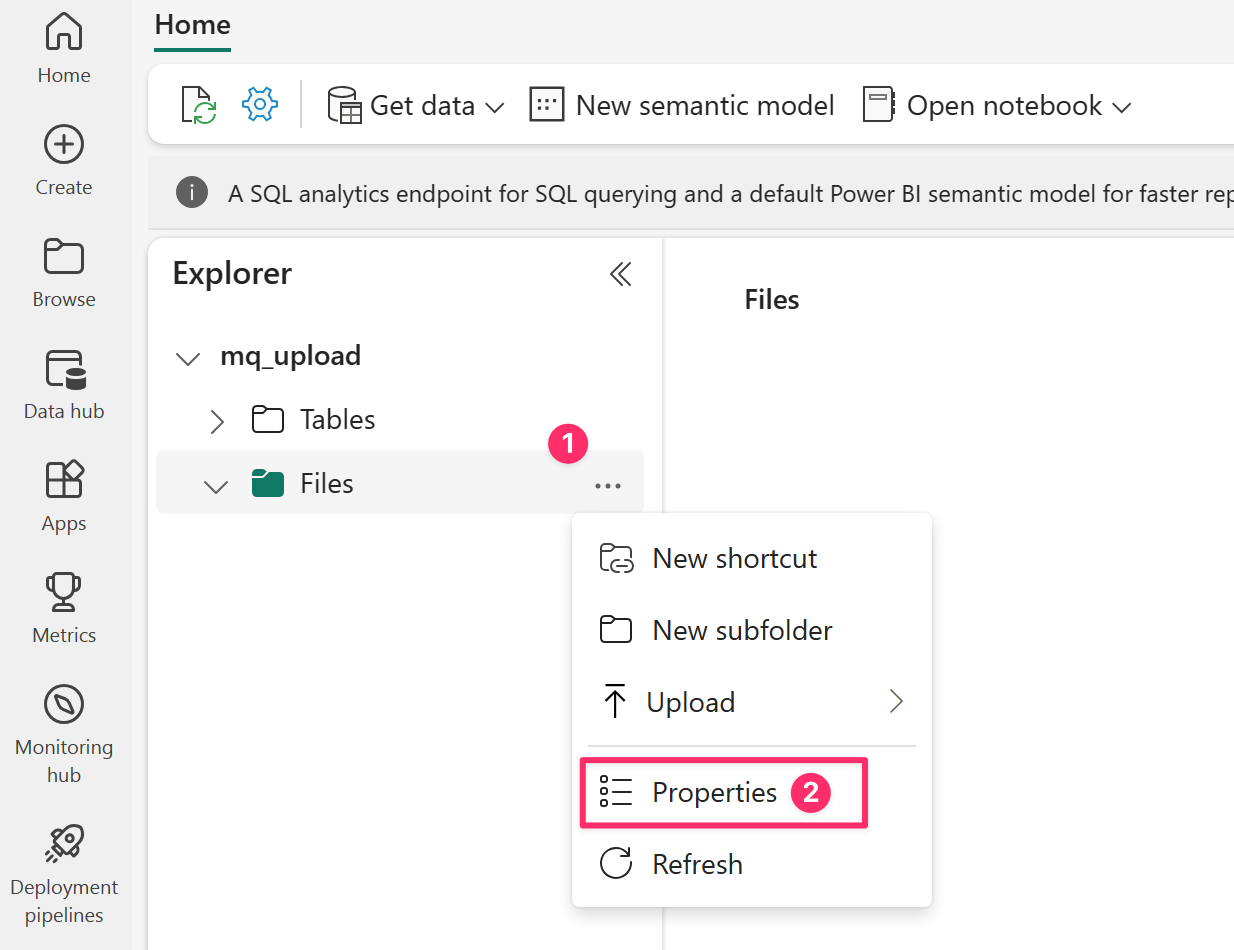 Home
Create
Browse
Data hub
Apps
Metrics
Monitoring
hub
Deployment
pipelines
Home
Get data
New semantic model
Open notebook
A SQL analytics endpoint for SQL querying and a default Power BI semantic model for faster rep
Explorer
mq_upload
Tables
1
Files
...
New shortcut
New subfolder
Upload
Properties 2
Refresh
Files